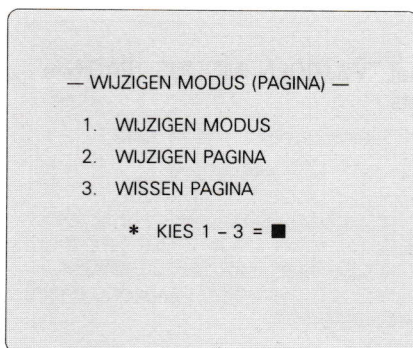 — WIJZIGEN MODUS (PAGINA) —
1. WIJZIGEN MODUS
2. WIJZIGEN PAGINA
3. WISSEN PAGINA
* KIES 1 – 3 = ■